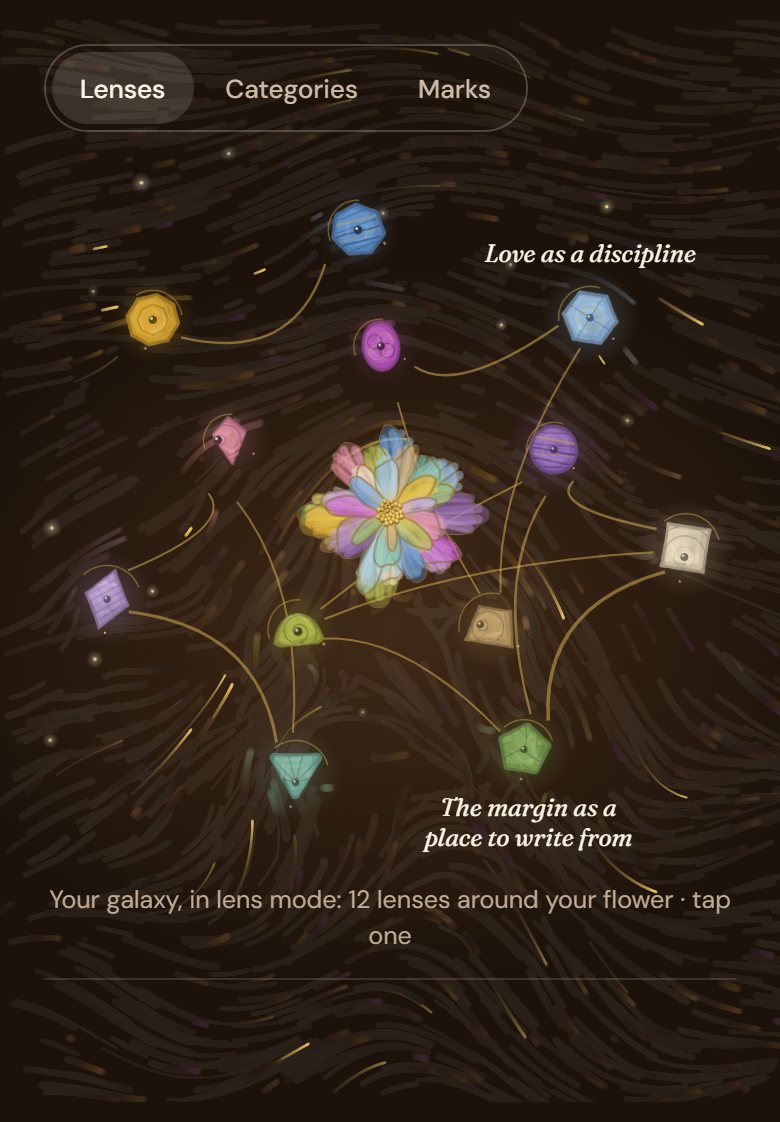 Lenses Categories Marks
Love as a discipline
The margin as a
place to write from
Your galaxy, in lens mode: 12 lenses around your flower · tap
one